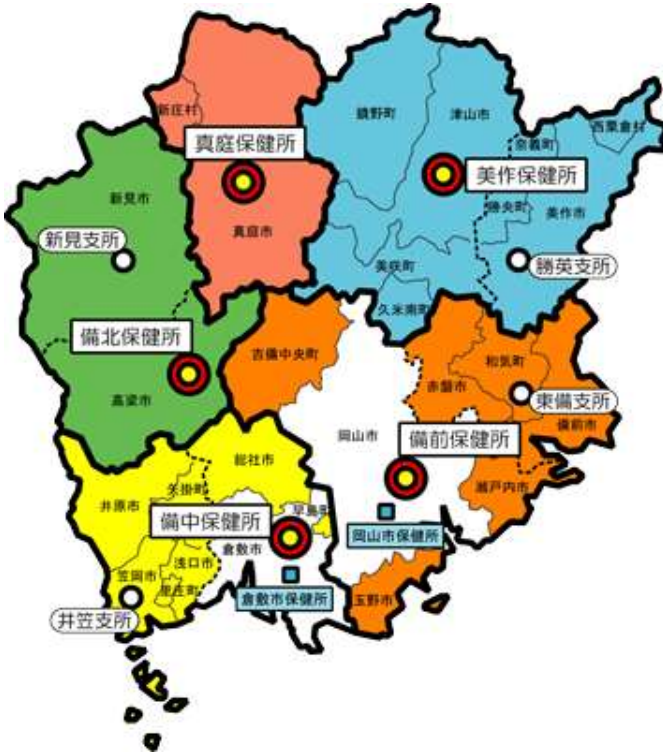 新庄村
真庭保健所
真庭市
鏡野町
津山市
西粟倉村
奈義町
美作保健所
勝央町
美作市
勝英支所
美咲町
久米南町
新見市
新見支所
備北保健所
高梁市
吉備中央町
和気町
赤磐市
東備支所
備前市
岡山市
備前保健所
瀬戸内市
岡山市保健所
玉野市
総社市
矢掛町
井原市
早島町
備中保健所
倉敷市
浅口市
笠岡市
里庄町
倉敷市保健所
井笠支所